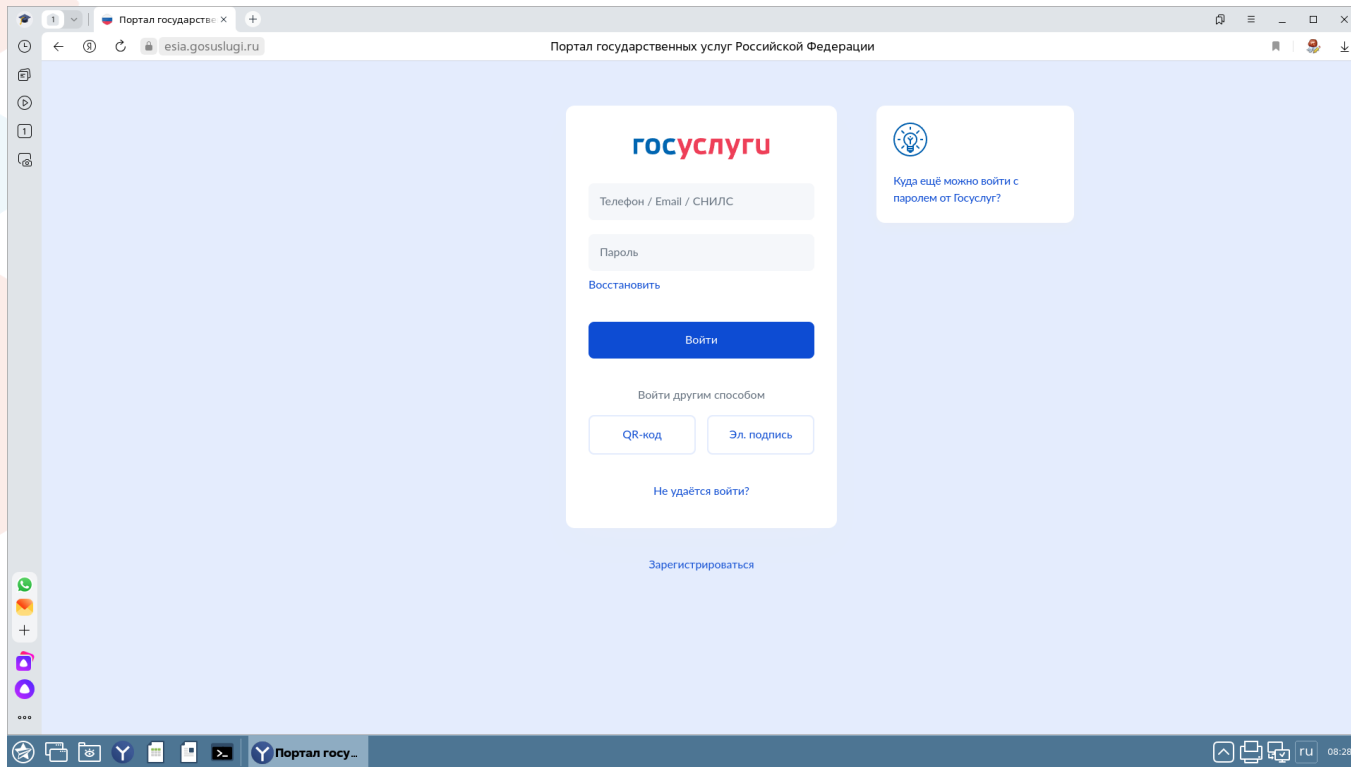 1
Портал государстве
esia.gosuslugi.ru
Портал государственных услуг Российской Федерации
1
госуслуги
Телефон / Email / СНИЛС
Пароль
Восстановить
Войти
Войти другим способом
QR-код
Эл. подпись
Не удаётся войти?
Зарегистрироваться
Куда ещё можно войти с
паролем от Госуслуг?
Портал госу...
ru
08:28